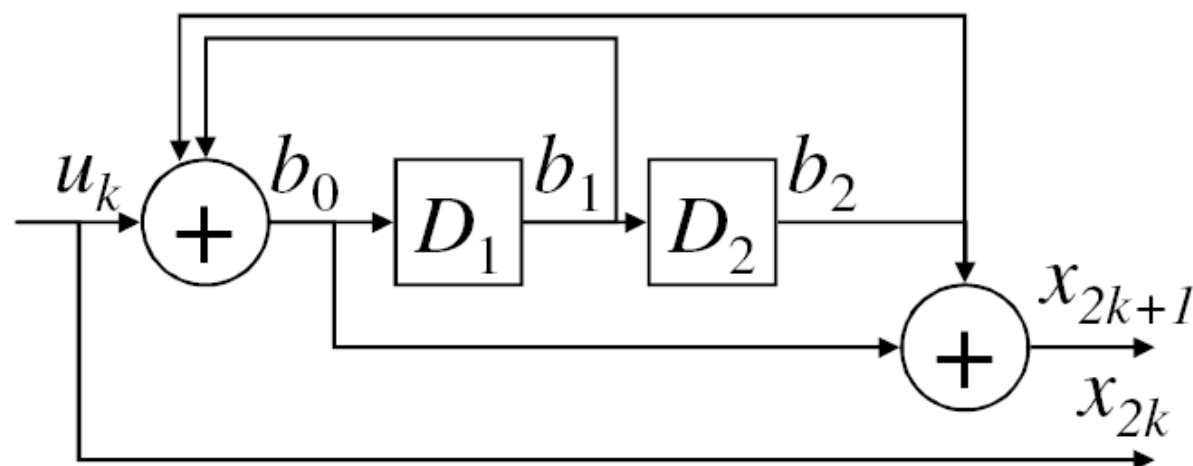 u_k + b_0 D_1 b_1 D_2 b_2
+ x_{2k+1}
x_{2k}